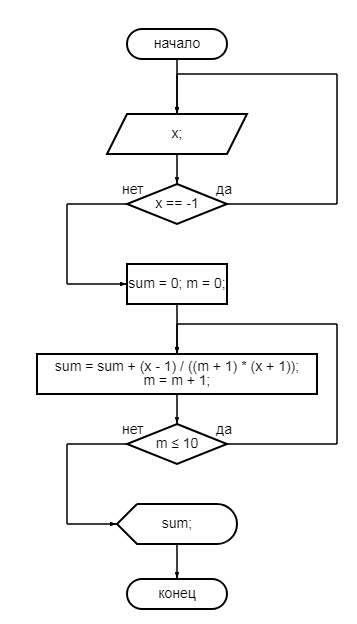 начало
x;
нет
да
x == -1
sum = 0; m = 0;
sum = sum + (x - 1) / ((m + 1) * (x + 1));
m = m + 1;
нет
да
m ≤ 10
sum;
конец